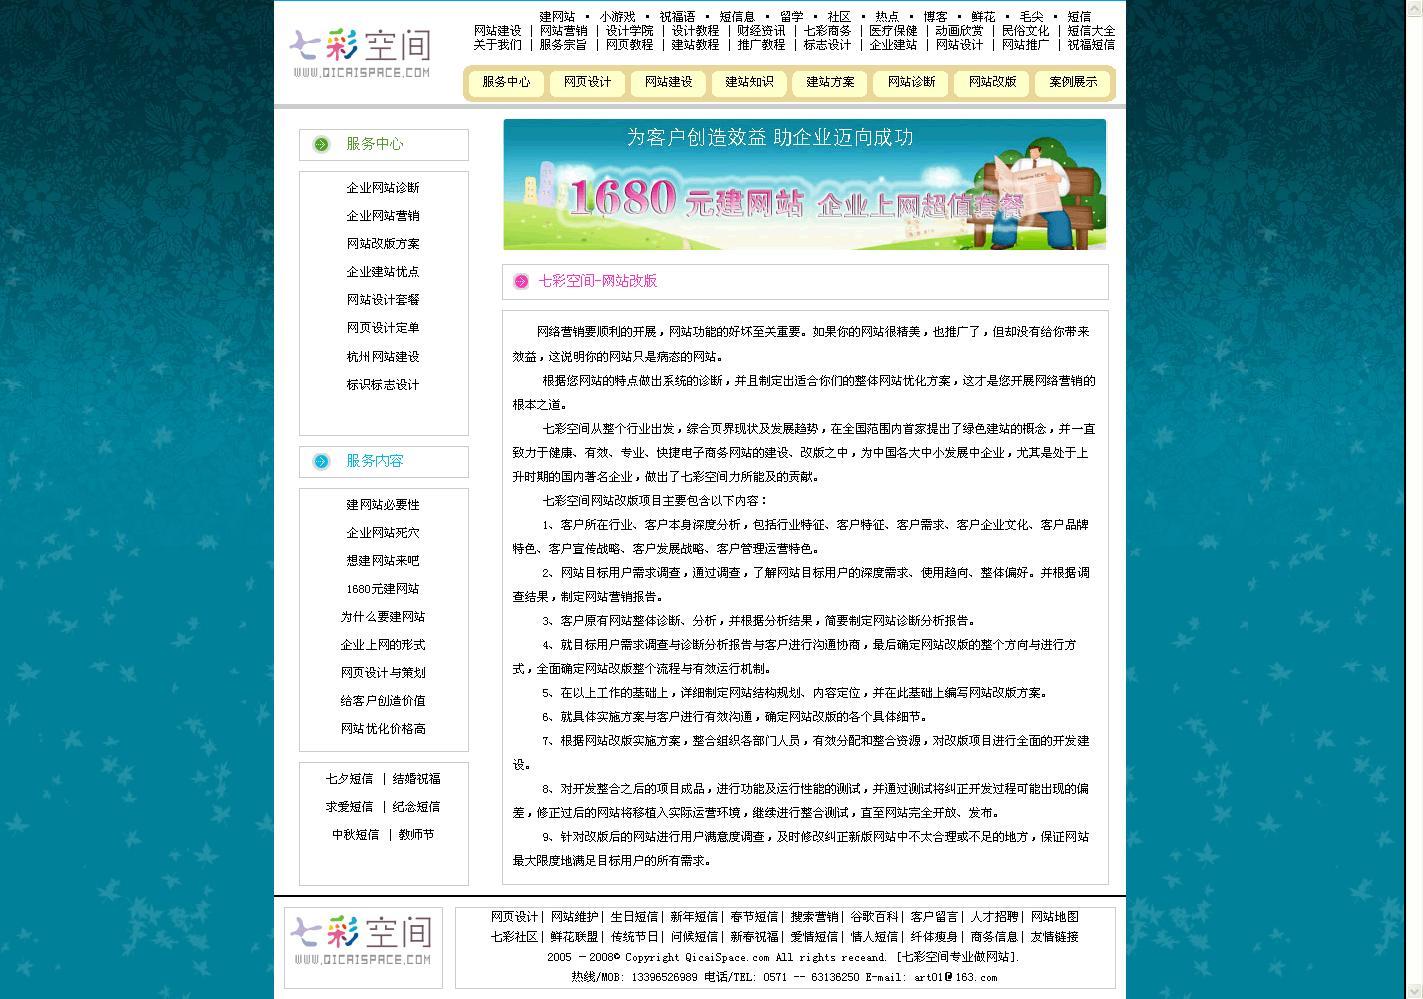 七彩空间
WWW.QICAISPACE.COM
建网站 • 小游戏 • 祝福语 • 短信息 • 留学 • 社区 • 热点 • 博客 • 鲜花 • 毛尖 • 短信
网站建设 | 网站营销 | 设计学院 | 设计教程 | 财经资讯 | 七彩商务 | 医疗保健 | 动画欣赏 | 民俗文化 | 短信大全
关于我们 | 服务宗旨 | 网页教程 | 建站教程 | 推广教程 | 标志设计 | 企业建站 | 网站设计 | 网站推广 | 祝福短信
服务中心 网页设计 网站建设 建站知识 建站方案 网站诊断 网站改版 案例展示
服务中心
企业网站诊断
企业网站营销
网站改版方案
企业建站优点
网站设计套餐
网页设计定单
杭州网站建设
标识标志设计
服务内容
建网站必要性
企业网站死穴
想建网站来吧
1680元建网站
为什么要建网站
企业上网的形式
网页设计与策划
给客户创造价值
网站优化价格高
七夕短信 | 结婚祝福
求爱短信 | 纪念短信
中秋短信 | 教师节
为客户创造效益 助企业迈向成功
1680 元建网站 企业上网超值套餐
七彩空间-网站改版
网络营销要顺利的开展，网站功能的好坏至关重要。如果你的网站很精美，也推广了，但却没有给你带来
效益，这说明你的网站只是病态的网站。
根据您网站的特点做出系统的诊断，并且制定出适合你们的整体网站优化方案，这才是您开展网络营销的
根本之道。
七彩空间从整个行业出发，综合页界现状及发展趋势，在全国范围内首家提出了绿色建站的概念，并一直
致力于健康、有效、专业、快捷电子商务网站的建设、改版之中，为中国各大中小发展中企业，尤其是处于上
升时期的国内著名企业，做出了七彩空间力所能及的贡献。
七彩空间网站改版项目主要包含以下内容：
1、客户所在行业、客户本身深度分析，包括行业特征、客户特征、客户需求、客户企业文化、客户品牌
特色、客户宣传战略、客户发展战略、客户管理运营特色。
2、网站目标用户需求调查，通过调查，了解网站目标用户的深度需求、使用趋向、整体偏好。并根据调
查结果，制定网站营销报告。
3、客户原有网站整体诊断、分析，并根据分析结果，简要制定网站诊断分析报告。
4、就目标用户需求调查与诊断分析报告与客户进行沟通协商，最后确定网站改版的整个方向与进行方
式，全面确定网站改版整个流程与有效运行机制。
5、在以上工作的基础上，详细制定网站结构规划、内容定位，并在此基础上编写网站改版方案。
6、就具体实施方案与客户进行有效沟通，确定网站改版的各个具体细节。
7、根据网站改版实施方案，整合组织各部门人员，有效分配和整合资源，对改版项目进行全面的开发建
设。
8、对开发整合之后的项目成品，进行功能及运行性能的测试，并通过测试将纠正开发过程可能出现的偏
差，修正过后的网站将移植入实际运营环境，继续进行整合测试，直至网站完全开放、发布。
9、针对改版后的网站进行用户满意度调查，及时修改纠正新版网站中不太合理或不足的地方，保证网站
最大限度地满足目标用户的所有需求。
七彩空间
WWW.QICAISPACE.COM
网页设计| 网站维护| 生日短信| 新年短信| 春节短信| 搜索营销| 谷歌百科| 客户留言| 人才招聘| 网站地图
七彩社区| 鲜花联盟| 传统节日| 问候短信| 新春祝福| 爱情短信| 情人短信| 纤体瘦身| 商务信息| 友情链接
2005 -2008© Copyright QicaiSpace.com All rights receand. [七彩空间专业做网站].
热线/MOB: 13396526989 电话/TEL: 0571 -- 63136250 E-mail: art01@163.com